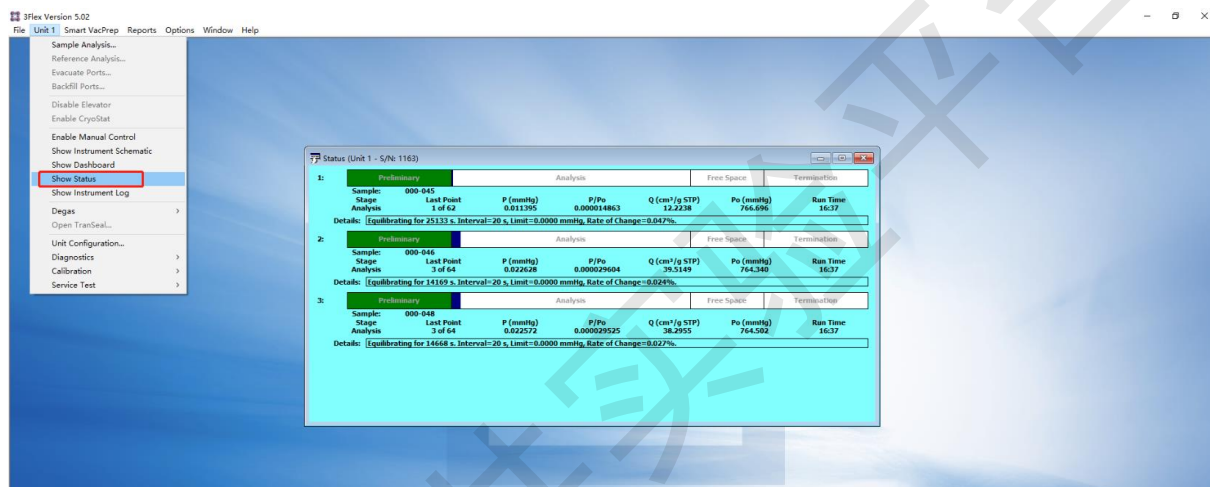 3Flex Version 5.02
File Unit 1 Smart VacPrep Reports Options Window Help
Sample Analysis...
Reference Analysis...
Evacuate Ports...
Backfill Ports...
Disable Elevator
Enable CryoStat
Enable Manual Control
Show Instrument Schematic
Show Dashboard
Show Status
Show Instrument Log
Degas >
Open TranSeal...
Unit Configuration...
Diagnostics >
Calibration >
Service Test >
Status (Unit 1 - S/N: 1163)
1: Preliminary Analysis Free Space Termination
Sample: 000-045
Stage Last Point P (mmHg) P/Po Q (cm³/g STP) Po (mmHg) Run Time
Analysis 1 of 62 0.011395 0.000014863 12.2238 766.696 16:37
Details: Equilibrating for 25133 s. Interval=20 s, Limit=0.0000 mmHg, Rate of Change=0.047%.
2: Preliminary Analysis Free Space Termination
Sample: 000-046
Stage Last Point P (mmHg) P/Po Q (cm³/g STP) Po (mmHg) Run Time
Analysis 3 of 64 0.022628 0.000029604 39.5149 764.340 16:37
Details: Equilibrating for 14169 s. Interval=20 s, Limit=0.0000 mmHg, Rate of Change=0.024%.
3: Preliminary Analysis Free Space Termination
Sample: 000-048
Stage Last Point P (mmHg) P/Po Q (cm³/g STP) Po (mmHg) Run Time
Analysis 3 of 64 0.022572 0.000029525 38.2955 764.502 16:37
Details: Equilibrating for 14668 s. Interval=20 s, Limit=0.0000 mmHg, Rate of Change=0.027%.